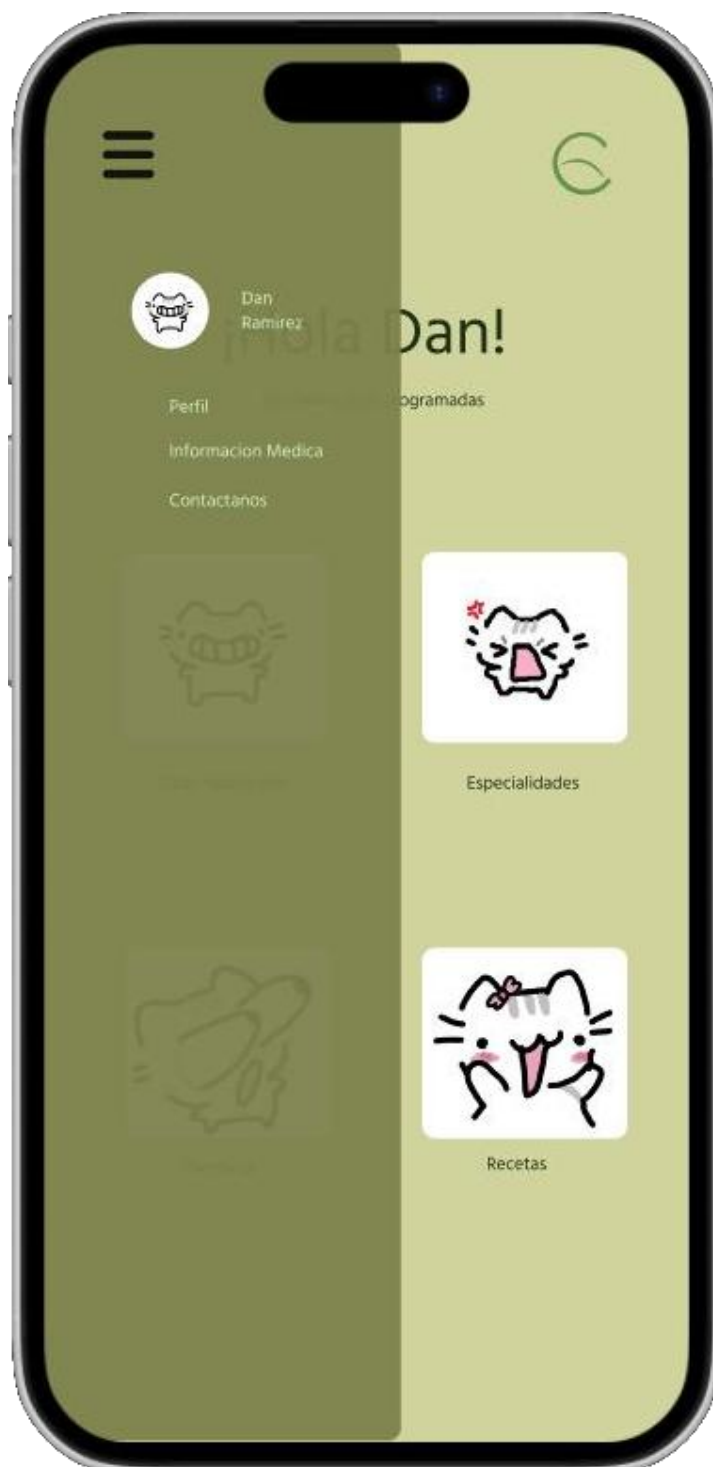 Dan
Ramirez
¡Hola Dan!
ogramadas
Perfil
Informacion Medica
Contactanos
Especialidades
Recetas